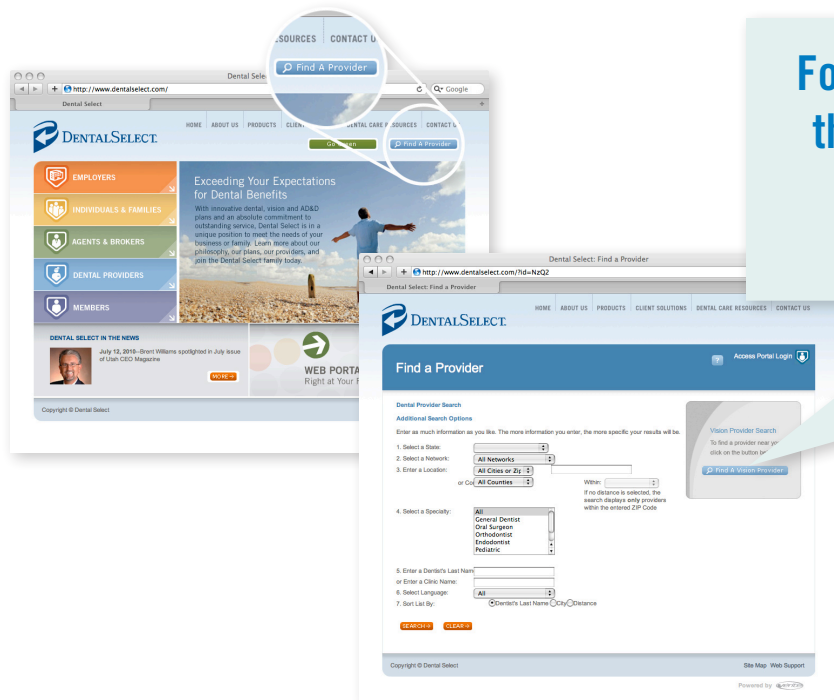 SOURCES CONTACT U
Find A Provider
Dental Sele
http://www.dentalselect.com/
Google
Dental Select
DENTALSELECT.
HOME ABOUT US PRODUCTS CLIENT DENTAL CARE RESOURCES CONTACT U
Go Green
Find A Provider
EMPLOYERS
INDIVIDUALS & FAMILIES
AGENTS & BROKERS
DENTAL PROVIDERS
MEMBERS
Exceeding Your Expectations
for Dental Benefits
With innovative dental, vision and AD&D
plans and an absolute commitment to
outstanding service, Dental Select is in a
unique position to meet the needs of your
business or family. Learn more about our
philosophy, our plans, our providers, and
join the Dental Select family today.
DENTAL SELECT IN THE NEWS
July 12, 2010--Brent Williams spotlighted in July issue
of Utah CEO Magazine
MORE
WEB PORTA
Right at Your F
Copyright © Dental Select
Fo
th
Dental Select: Find a Provider
http://www.dentalselect.com/?id=NzQ2
Dental Select: Find a Provider
HOME ABOUT US PRODUCTS CLIENT SOLUTIONS DENTAL CARE RESOURCES CONTACT US
DENTALSELECT.
Find a Provider
? Access Portal Login
Dental Provider Search
Additional Search Options
Enter as much information as you like. The more information you enter, the more specific your results will be.
1. Select a State:
2. Select a Network: All Networks
3. Enter a Location: All Cities or Zip
or Co All Counties Within:
If no distance is selected, the
search displays only providers
within the entered ZIP Code
4. Select a Specialty: All
General Dentist
Oral Surgeon
Orthodontist
Endodontist
Pediatric
5. Enter a Dentist's Last Nam
or Enter a Clinic Name:
6. Select Language: All
7. Sort List By: Dentist's Last Name City Distance
SEARCH CLEAR
Vision Provider Search
To find a provider near yo
click on the button b
Find A Vision Provider
Copyright © Dental Select
Site Map Web Support
Powered by